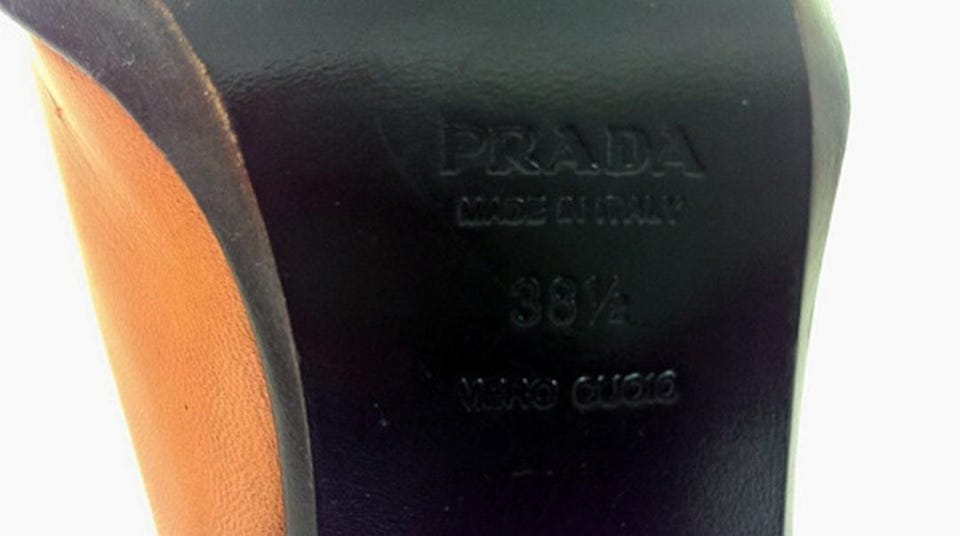 PRADA
MADE IN ITALY
38½
VERO CUOIO